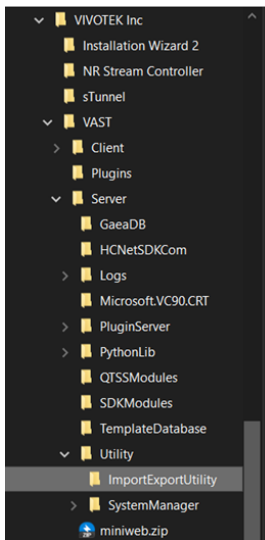 VIVOTEK Inc
Installation Wizard 2
NR Stream Controller
sTunnel
VAST
Client
Plugins
Server
GaeaDB
HCNetSDKCom
Logs
Microsoft.VC90.CRT
PluginServer
PythonLib
QTSSModules
SDKModules
TemplateDatabase
Utility
ImportExportUtility
SystemManager
miniweb.zip